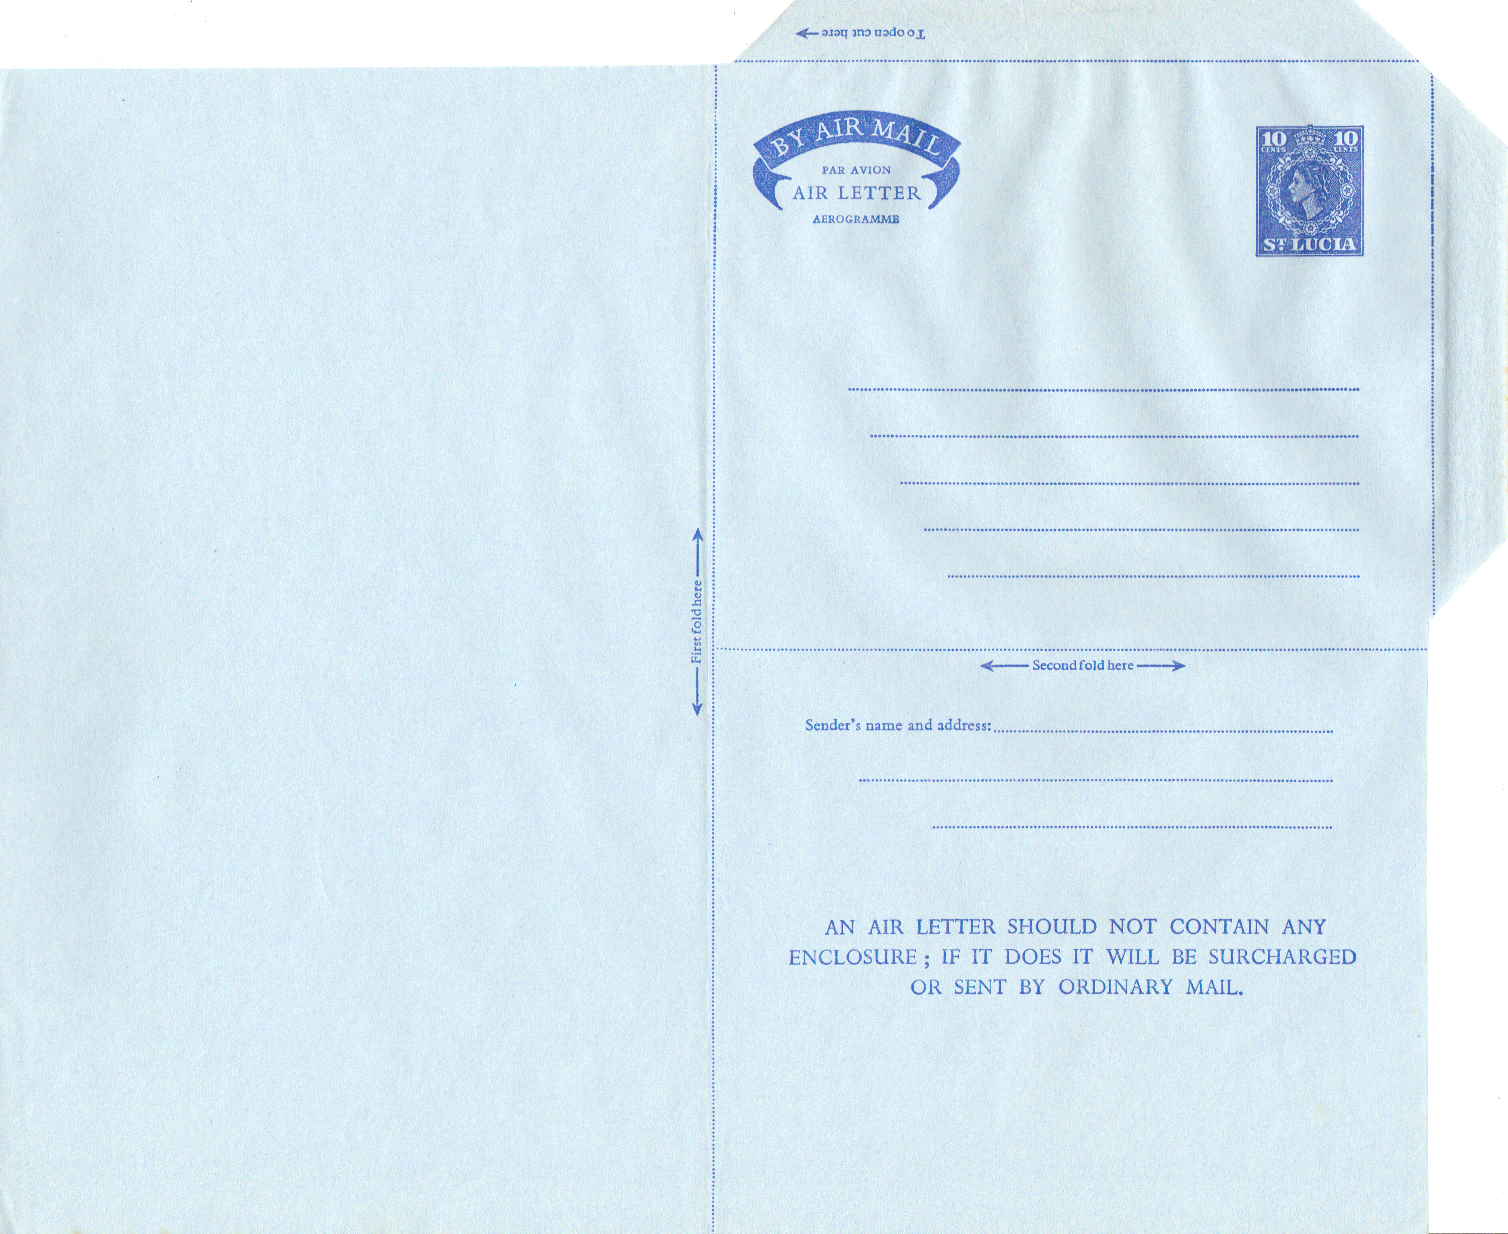 To open cut here
BY AIR MAIL
PAR AVION
AIR LETTER
AEROGRAMME
10 10
CENTS CENTS
ST. LUCIA
First fold here
Second fold here
Sender's name and address:
AN AIR LETTER SHOULD NOT CONTAIN ANY
ENCLOSURE ; IF IT DOES IT WILL BE SURCHARGED
OR SENT BY ORDINARY MAIL.